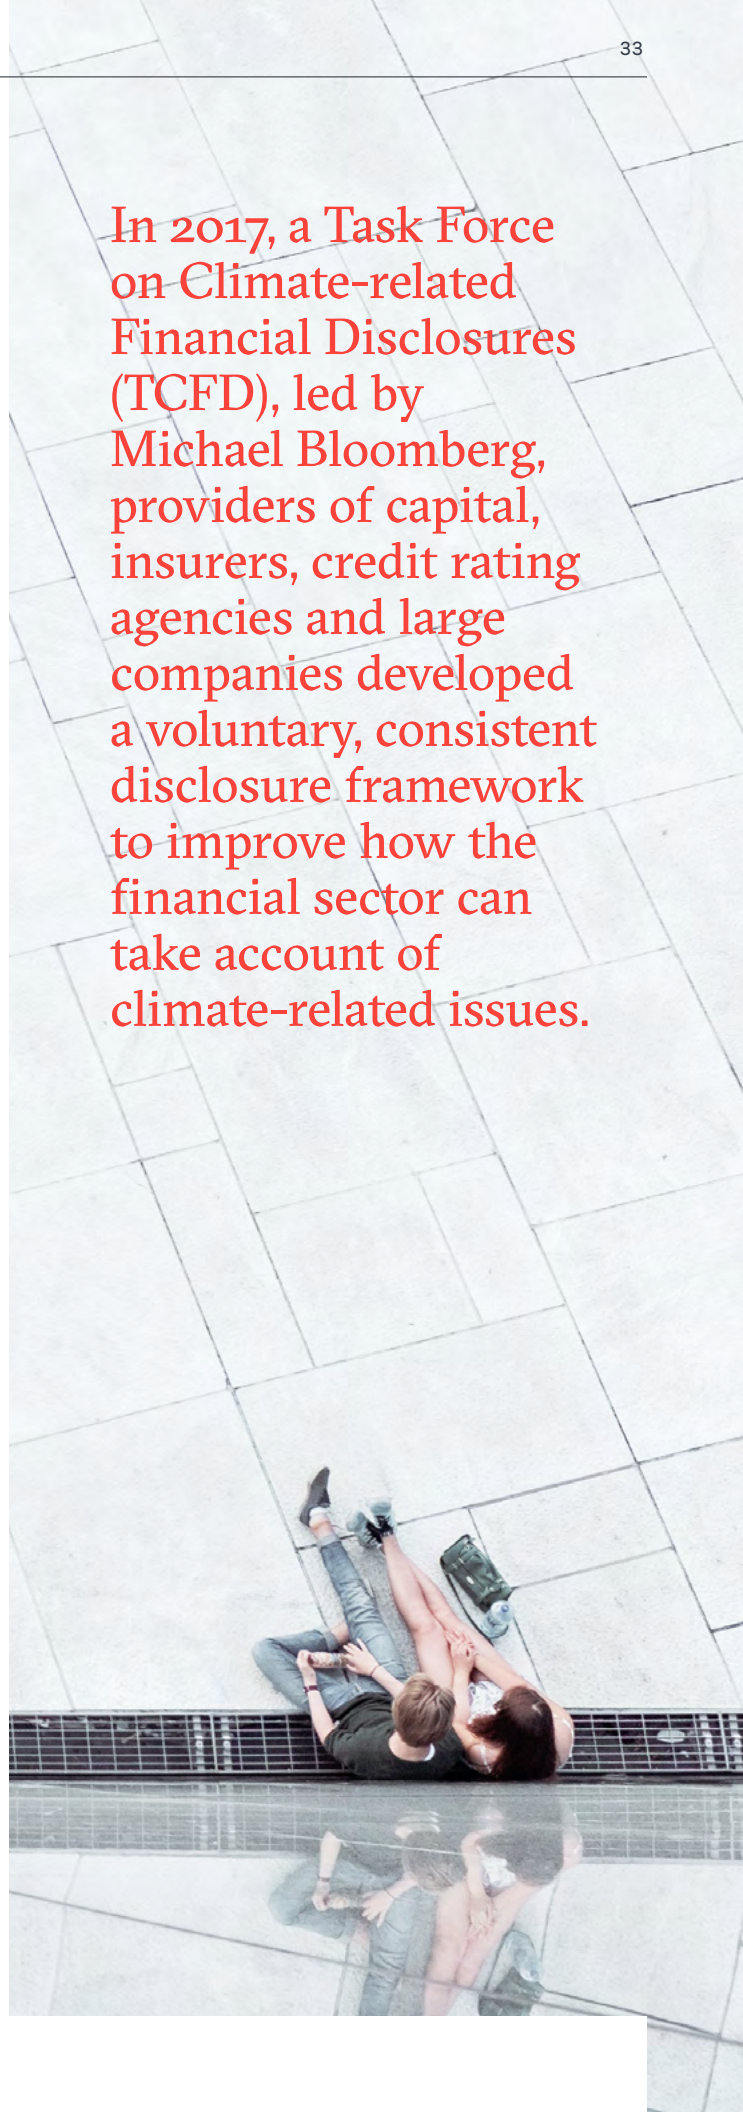 33
In 2017, a Task Force
on Climate-related
Financial Disclosures
(TCFD), led by
Michael Bloomberg,
providers of capital,
insurers, credit rating
agencies and large
companies developed
a voluntary, consistent
disclosure framework
to improve how the
financial sector can
take account of
climate-related issues.